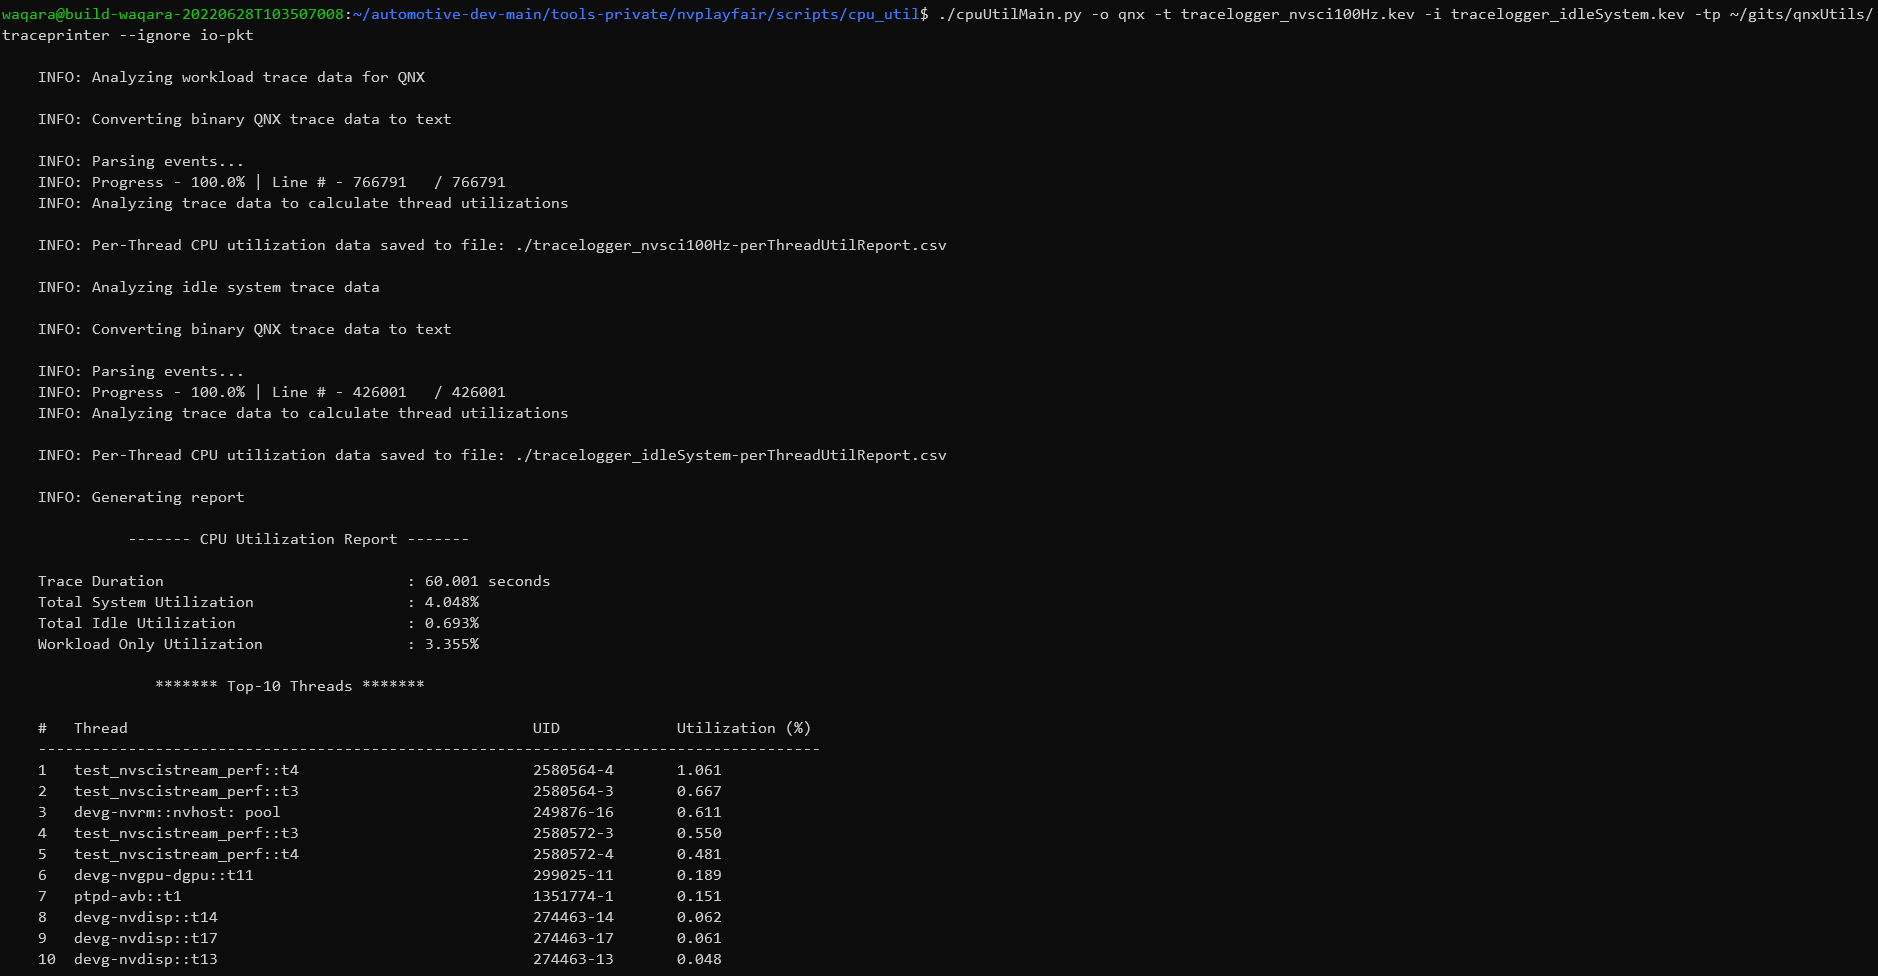 waqara@build-waqara-20220628T103507008:~/automotive-dev-main/tools-private/nvplayfair/scripts/cpu_util$ ./cpuUtilMain.py -o qnx -t tracelogger_nvsci100Hz.kev -i tracelogger_idleSystem.kev -tp ~/gits/qnxUtils/
traceprinter --ignore io-pkt
INFO: Analyzing workload trace data for QNX
INFO: Converting binary QNX trace data to text
INFO: Parsing events...
INFO: Progress - 100.0% | Line # - 766791   / 766791
INFO: Analyzing trace data to calculate thread utilizations
INFO: Per-Thread CPU utilization data saved to file: ./tracelogger_nvsci100Hz-perThreadUtilReport.csv
INFO: Analyzing idle system trace data
INFO: Converting binary QNX trace data to text
INFO: Parsing events...
INFO: Progress - 100.0% | Line # - 426001   / 426001
INFO: Analyzing trace data to calculate thread utilizations
INFO: Per-Thread CPU utilization data saved to file: ./tracelogger_idleSystem-perThreadUtilReport.csv
INFO: Generating report
------- CPU Utilization Report -------
Trace Duration : 60.001 seconds
Total System Utilization : 4.048%
Total Idle Utilization : 0.693%
Workload Only Utilization : 3.355%
******* Top-10 Threads *******
# Thread UID Utilization (%)
---------------------------------------------------------------------------------------
1 test_nvscistream_perf::t4 2580564-4 1.061
2 test_nvscistream_perf::t3 2580564-3 0.667
3 devg-nvrm::nvhost: pool 249876-16 0.611
4 test_nvscistream_perf::t3 2580572-3 0.550
5 test_nvscistream_perf::t4 2580572-4 0.481
6 devg-nvgpu-dgpu::t11 299025-11 0.189
7 ptpd-avb::t1 1351774-1 0.151
8 devg-nvdisp::t14 274463-14 0.062
9 devg-nvdisp::t17 274463-17 0.061
10 devg-nvdisp::t13 274463-13 0.048